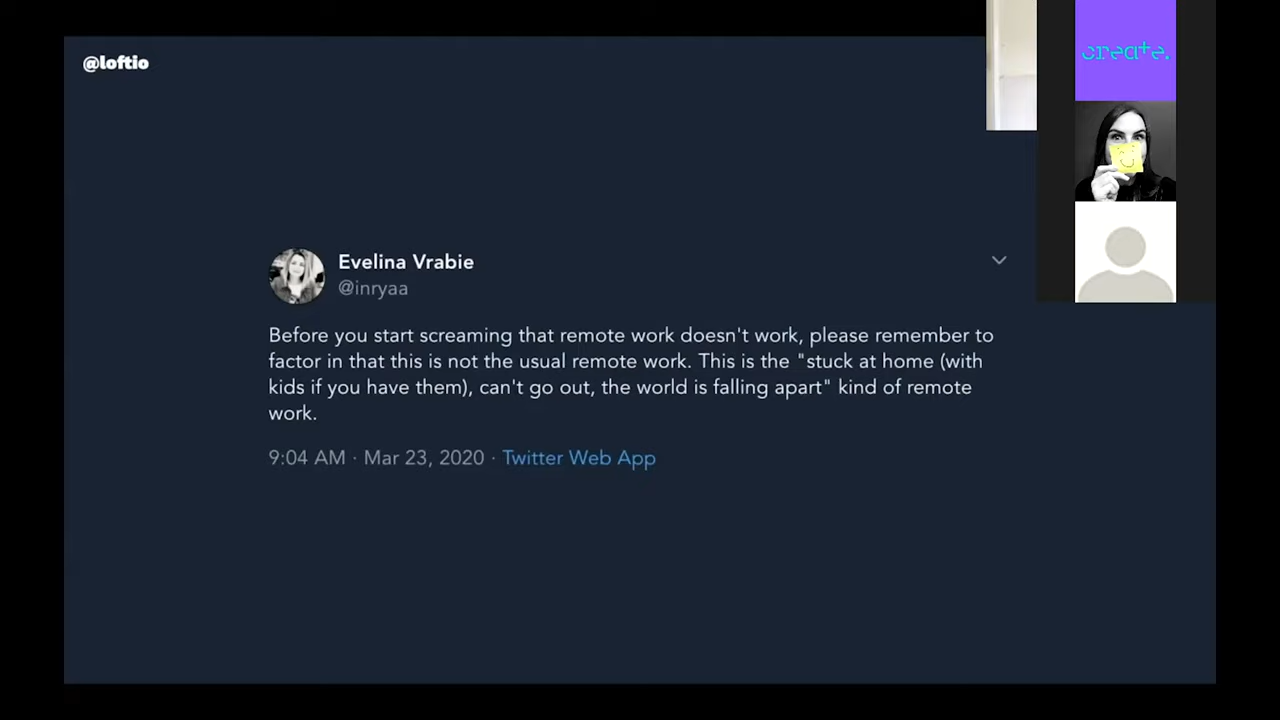 @loftio
create.
Evelina Vrabie
@inryaa
Before you start screaming that remote work doesn't work, please remember to
factor in that this is not the usual remote work. This is the "stuck at home (with
kids if you have them), can't go out, the world is falling apart" kind of remote
work.
9:04 AM · Mar 23, 2020 · Twitter Web App